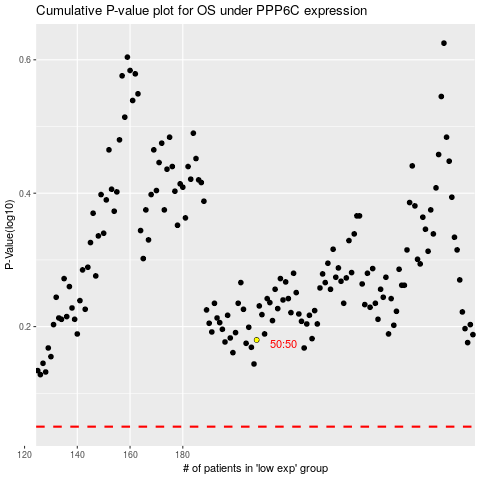 Cumulative P-value plot for OS under PPP6C expression
P-Value(log10)
0.6
0.4
0.2
50:50
120 140 160 180
# of patients in 'low exp' group